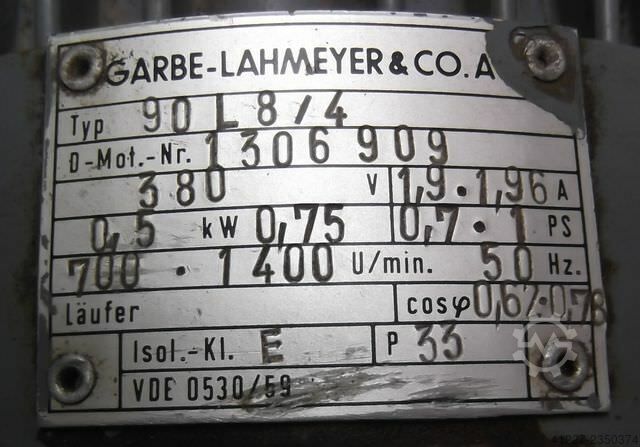 GARBE-LAHMEYER & CO. A
Typ 90 L 8/4
D-Mot.-Nr. 1306909
380 V 1,9 · 1,96 A
0,5 kW 0,75 0,7 · 1 PS
700 · 1400 U/min. 50 Hz.
Läufer cosφ 0,62·0,78
Isol.-Kl. E P 33
VDE 0530/59